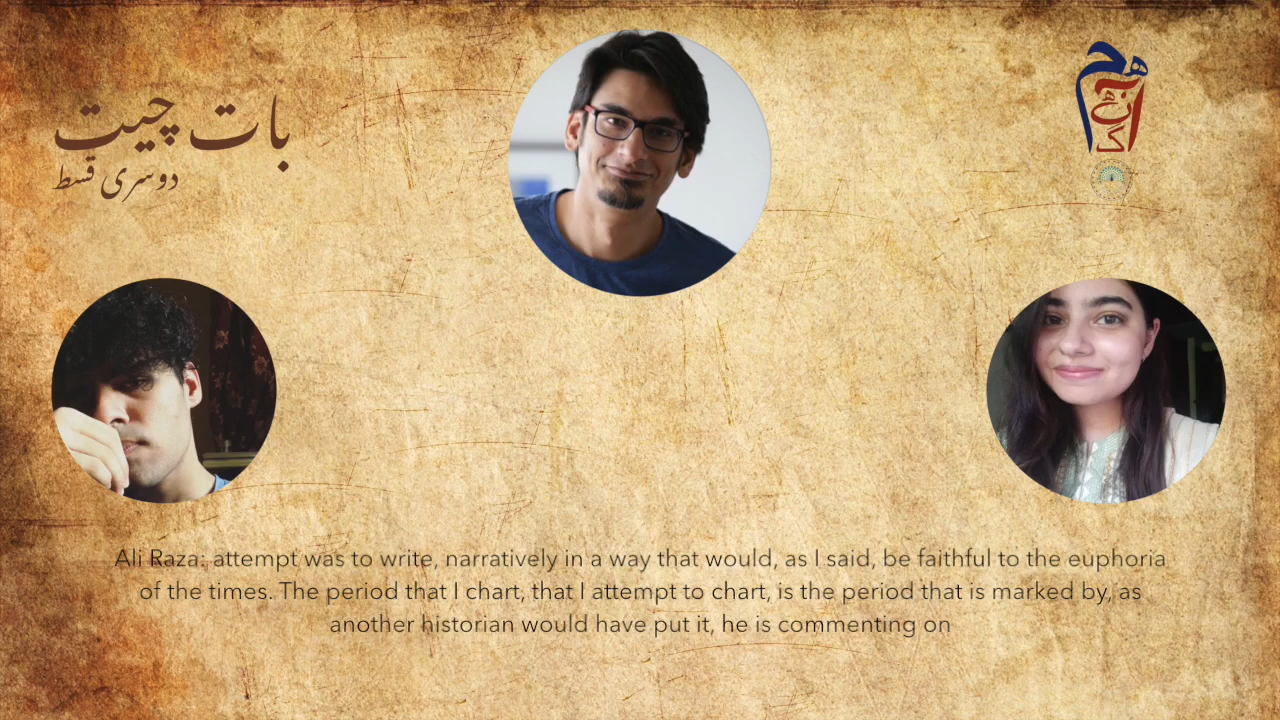 بات چیت
دوسری قسط
Ali Raza: attempt was to write, narratively in a way that would, as I said, be faithful to the euphoria
of the times. The period that I chart, that I attempt to chart, is the period that is marked by, as
another historian would have put it, he is commenting on